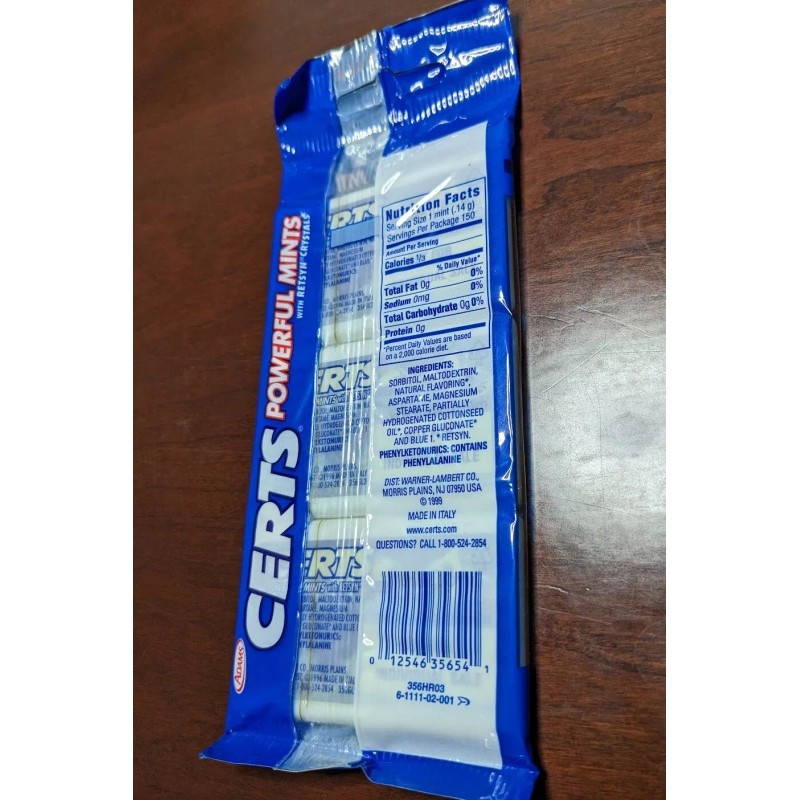 CERTS® POWERFUL MINTS
WITH RETSYN® CRYSTALS
ADAMS
Nutrition Facts
Serving Size 1 mint (.14 g)
Servings Per Package 150
Amount Per Serving
Calories ½
% Daily Value*
Total Fat 0g 0%
Sodium 0mg 0%
Total Carbohydrate 0g 0%
Protein 0g
*Percent Daily Values are based
on a 2,000 calorie diet.
INGREDIENTS:
SORBITOL, MALTODEXTRIN,
NATURAL FLAVORING*,
ASPARTAME, MAGNESIUM
STEARATE, PARTIALLY
HYDROGENATED COTTONSEED
OIL*, COPPER GLUCONATE*
AND BLUE 1. * RETSYN.
PHENYLKETONURICS: CONTAINS
PHENYLALANINE
DIST: WARNER-LAMBERT CO.,
MORRIS PLAINS, NJ 07950 USA
© 1999
MADE IN ITALY
www.certs.com
QUESTIONS? CALL 1-800-524-2854
0 12546 35654 1
356HR03
6-1111-02-001